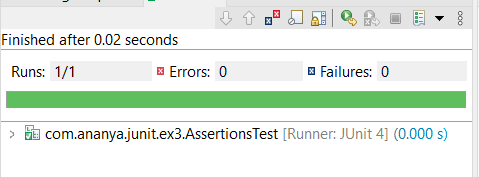 Finished after 0.02 seconds
Runs: 1/1 Errors: 0 Failures: 0
com.ananya.junit.ex3.AssertionsTest [Runner: JUnit 4] (0.000 s)